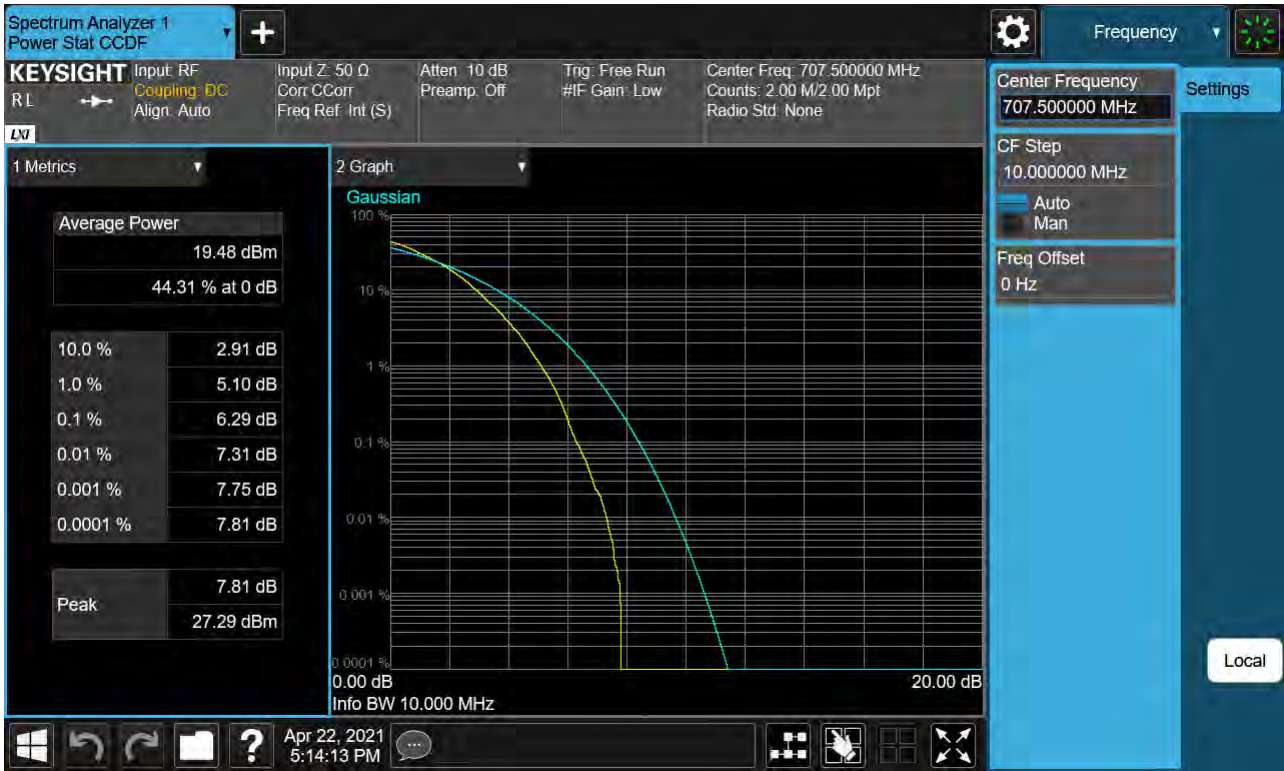 Spectrum Analyzer 1
Power Stat CCDF
Frequency
KEYSIGHT
RL
LXI
Input: RF
Coupling: DC
Align: Auto
Input Z: 50 Ω
Corr CCorr
Freq Ref: Int (S)
Atten: 10 dB
Preamp: Off
Trig: Free Run
#IF Gain: Low
Center Freq: 707.500000 MHz
Counts: 2.00 M/2.00 Mpt
Radio Std: None
Center Frequency
707.500000 MHz
Settings
CF Step
10.000000 MHz
Auto
Man
Freq Offset
0 Hz
1 Metrics
Average Power
19.48 dBm
44.31 % at 0 dB
10.0 % 2.91 dB
1.0 % 5.10 dB
0.1 % 6.29 dB
0.01 % 7.31 dB
0.001 % 7.75 dB
0.0001 % 7.81 dB
Peak
7.81 dB
27.29 dBm
2 Graph
Gaussian
100 %
10 %
1 %
0.1 %
0.01 %
0.001 %
0.0001 %
0.00 dB 20.00 dB
Info BW 10.000 MHz
Local
?
Apr 22, 2021
5:14:13 PM